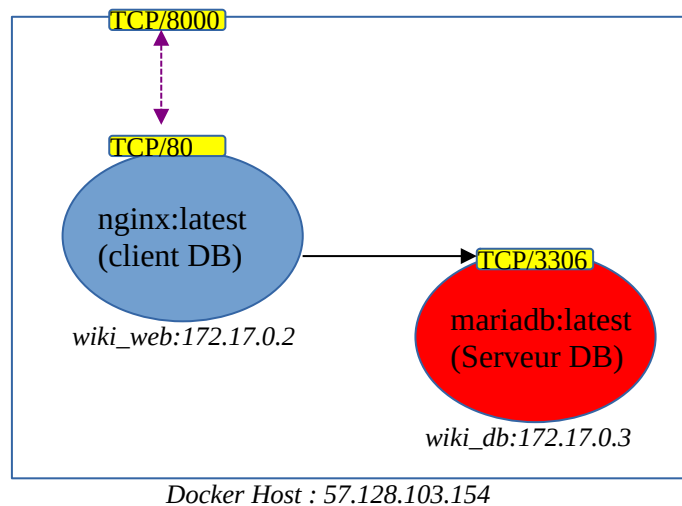 TCP/8000
TCP/80
nginx:latest
(client DB)
TCP/3306
wiki_web:172.17.0.2
mariadb:latest
(Serveur DB)
wiki_db:172.17.0.3
Docker Host : 57.128.103.154